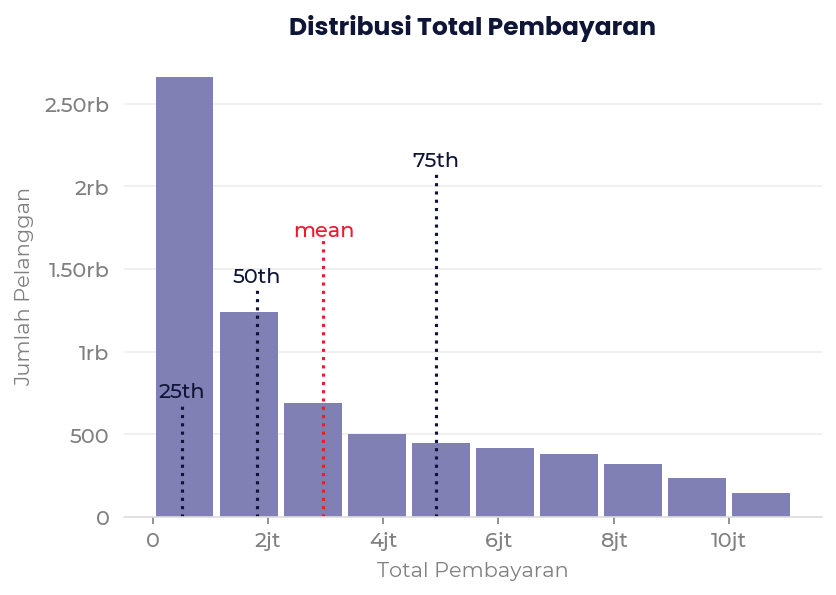 Distribusi Total Pembayaran
Jumlah Pelanggan
2.50rb
2rb
1.50rb
1rb
500
0
25th
50th
mean
75th
0
2jt
4jt
6jt
8jt
10jt
Total Pembayaran